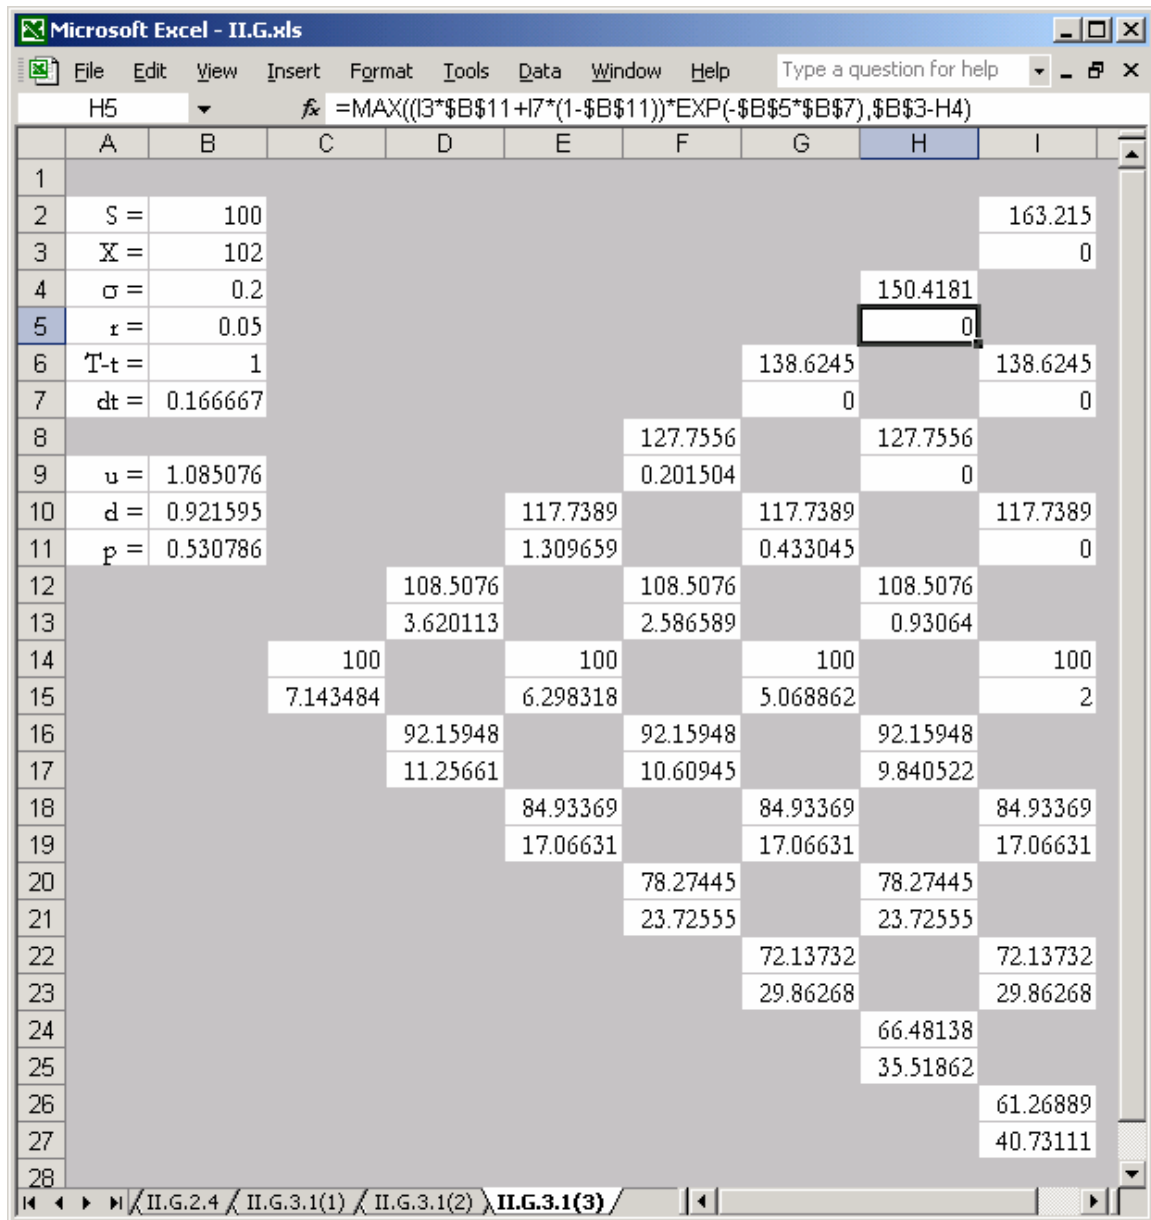 Microsoft Excel - II.G.xls
File Edit View Insert Format Tools Data Window Help Type a question for help
H5 fx =MAX((I3*$B$11+I7*(1-$B$11))*EXP(-$B$5*$B$7),$B$3-H4)
A B C D E F G H I
1
2 S = 100 163.215
3 X = 102 0
4 σ = 0.2 150.4181
5 r = 0.05 0
6 T-t = 1 138.6245 138.6245
7 dt = 0.166667 0 0
8 127.7556 127.7556
9 u = 1.085076 0.201504 0
10 d = 0.921595 117.7389 117.7389 117.7389
11 p = 0.530786 1.309659 0.433045 0
12 108.5076 108.5076 108.5076
13 3.620113 2.586589 0.93064
14 100 100 100 100
15 7.143484 6.298318 5.068862 2
16 92.15948 92.15948 92.15948
17 11.25661 10.60945 9.840522
18 84.93369 84.93369 84.93369
19 17.06631 17.06631 17.06631
20 78.27445 78.27445
21 23.72555 23.72555
22 72.13732 72.13732
23 29.86268 29.86268
24 66.48138
25 35.51862
26 61.26889
27 40.73111
28
II.G.2.4 II.G.3.1(1) II.G.3.1(2) II.G.3.1(3)